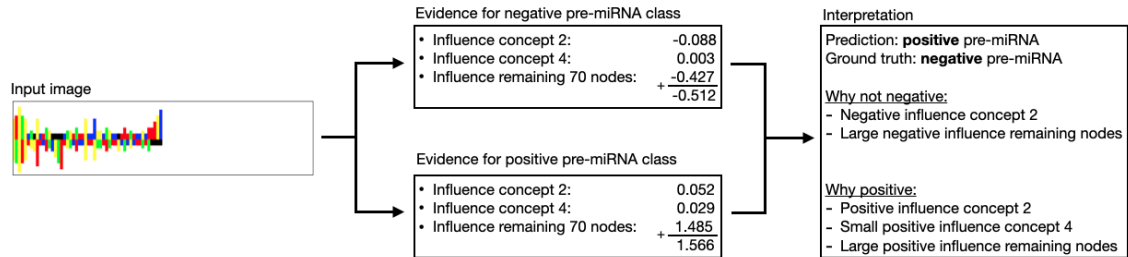 Input image
Evidence for negative pre-miRNA class
• Influence concept 2: -0.088
• Influence concept 4: 0.003
• Influence remaining 70 nodes: + -0.427
-0.512
Evidence for positive pre-miRNA class
• Influence concept 2: 0.052
• Influence concept 4: 0.029
• Influence remaining 70 nodes: + 1.485
1.566
Interpretation
Prediction: positive pre-miRNA
Ground truth: negative pre-miRNA
Why not negative:
- Negative influence concept 2
- Large negative influence remaining nodes
Why positive:
- Positive influence concept 2
- Small positive influence concept 4
- Large positive influence remaining nodes